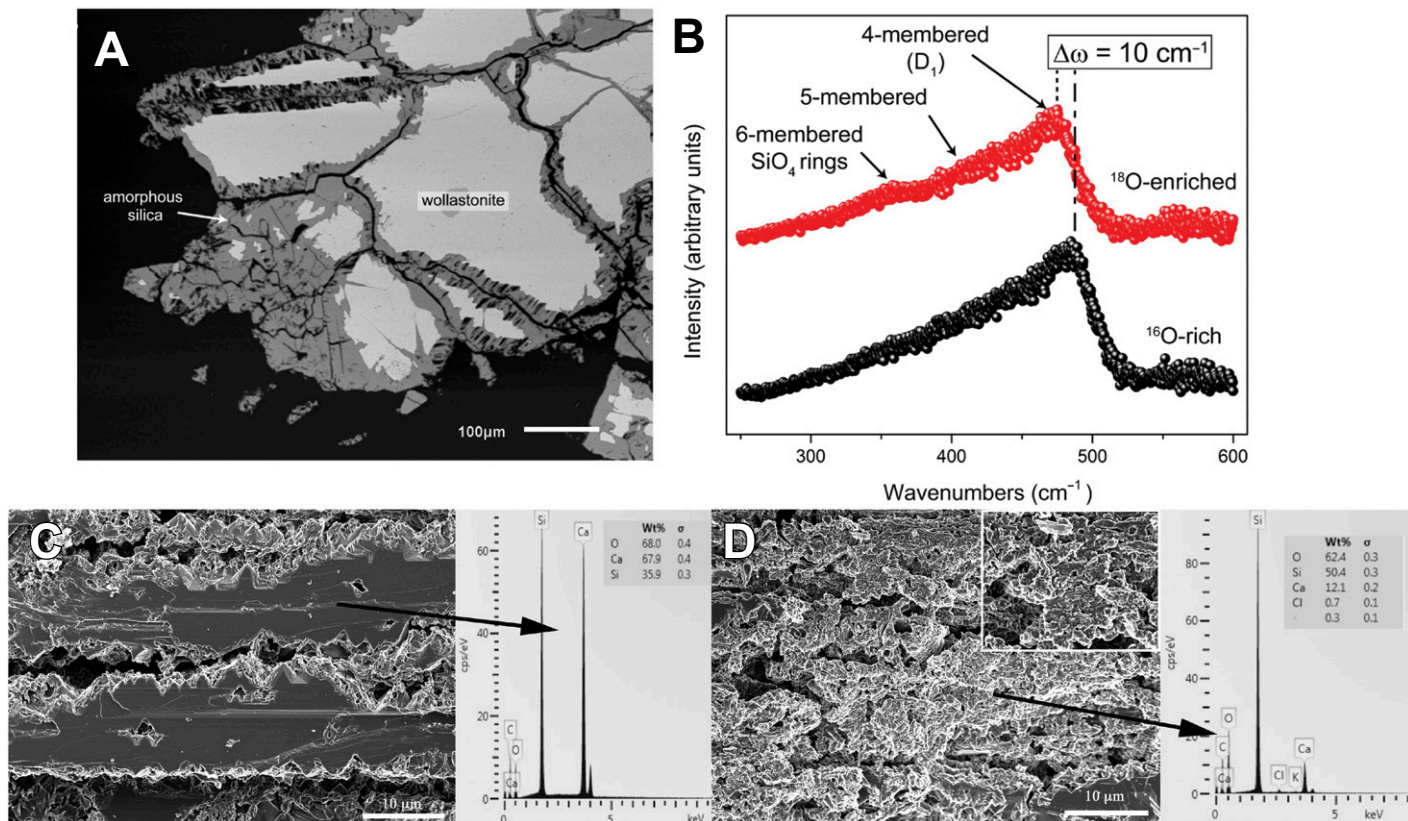 A
amorphous
silica
wollastonite
100μm
B
4-membered
(D₁)
Δω = 10 cm⁻¹
5-membered
6-membered
SiO₄ rings
¹⁸O-enriched
¹⁶O-rich
Intensity (arbitrary units)
300 400 500 600
Wavenumbers (cm⁻¹)
C
10 μm
cps/eV
60
40
20
0
Si
Ca
C
O
Ca
Wt% σ
O 68.0 0.4
Ca 67.9 0.4
Si 35.9 0.3
0 5 keV
D
10 μm
cps/eV
80
60
40
20
0
Si
O
C
Ca
Cl
K
Ca
Wt% σ
O 62.4 0.3
Si 50.4 0.3
Ca 12.1 0.2
Cl 0.7 0.1
K 0.3 0.1
0 5 keV